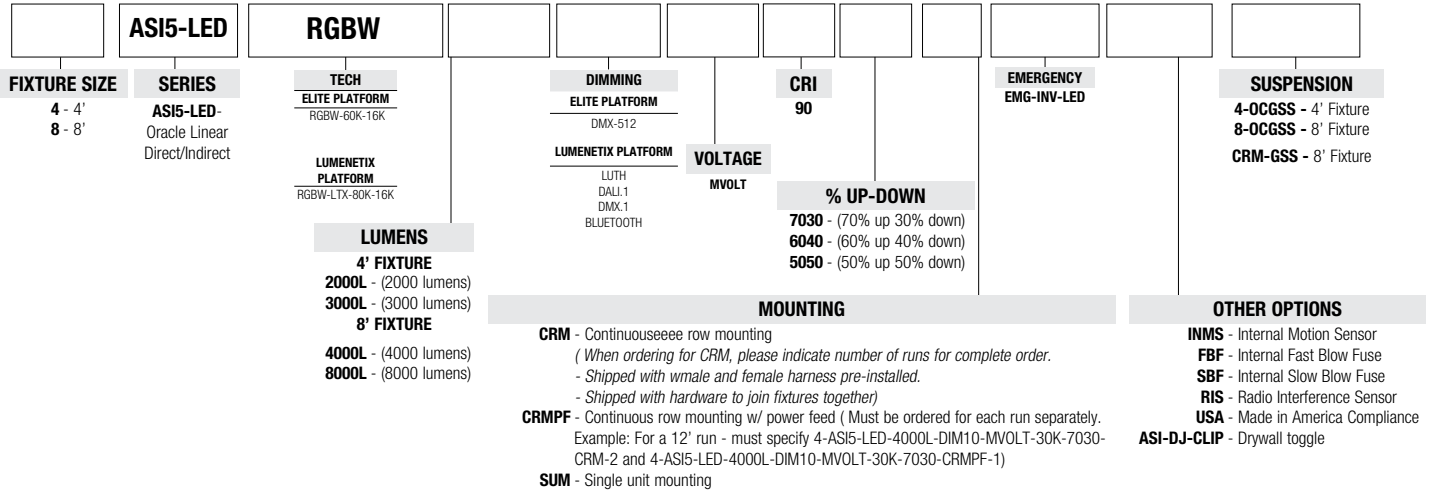 ASI5-LED
RGBW
FIXTURE SIZE
4 - 4'
8 - 8'
SERIES
ASI5-LED-
Oracle Linear
Direct/Indirect
TECH
ELITE PLATFORM
RGBW-60K-16K
LUMENETIX
PLATFORM
RGBW-LTX-80K-16K
LUMENS
4' FIXTURE
2000L - (2000 lumens)
3000L - (3000 lumens)
8' FIXTURE
4000L - (4000 lumens)
8000L - (8000 lumens)
DIMMING
ELITE PLATFORM
DMX-512
LUMENETIX PLATFORM
LUTH
DALI.1
DMX.1
BLUETOOTH
VOLTAGE
MVOLT
CRI
90
% UP-DOWN
7030 - (70% up 30% down)
6040 - (60% up 40% down)
5050 - (50% up 50% down)
MOUNTING
CRM - Continuouseeee row mounting
( When ordering for CRM, please indicate number of runs for complete order.
- Shipped with wmale and female harness pre-installed.
- Shipped with hardware to join fixtures together)
CRMPF - Continuous row mounting w/ power feed ( Must be ordered for each run separately.
Example: For a 12' run - must specify 4-ASI5-LED-4000L-DIM10-MVOLT-30K-7030-
CRM-2 and 4-ASI5-LED-4000L-DIM10-MVOLT-30K-7030-CRMPF-1)
SUM - Single unit mounting
EMERGENCY
EMG-INV-LED
OTHER OPTIONS
INMS - Internal Motion Sensor
FBF - Internal Fast Blow Fuse
SBF - Internal Slow Blow Fuse
RIS - Radio Interference Sensor
USA - Made in America Compliance
ASI-DJ-CLIP - Drywall toggle
SUSPENSION
4-OCGSS - 4' Fixture
8-OCGSS - 8' Fixture
CRM-GSS - 8' Fixture